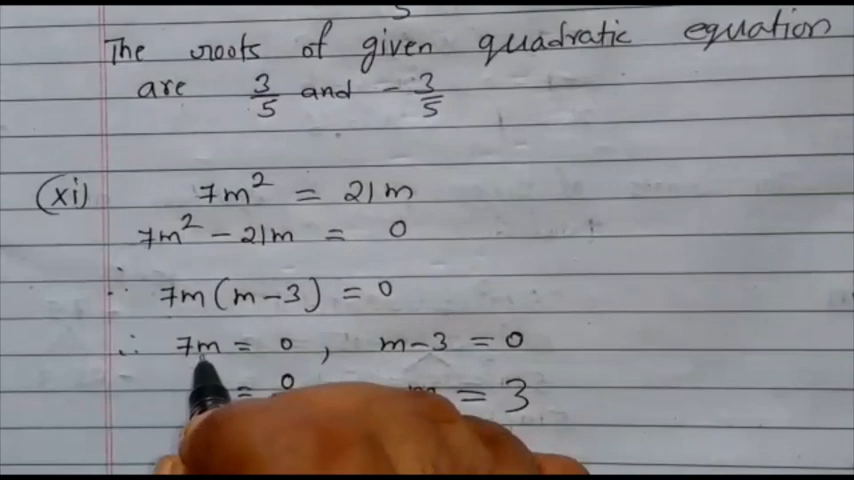 5
The roots of given quadratic equation
are 3/5 and - 3/5
(xi) 7m² = 21m
7m² - 21m = 0
∴ 7m(m-3) = 0
∴ 7m = 0, m-3 = 0
= 0 m = 3